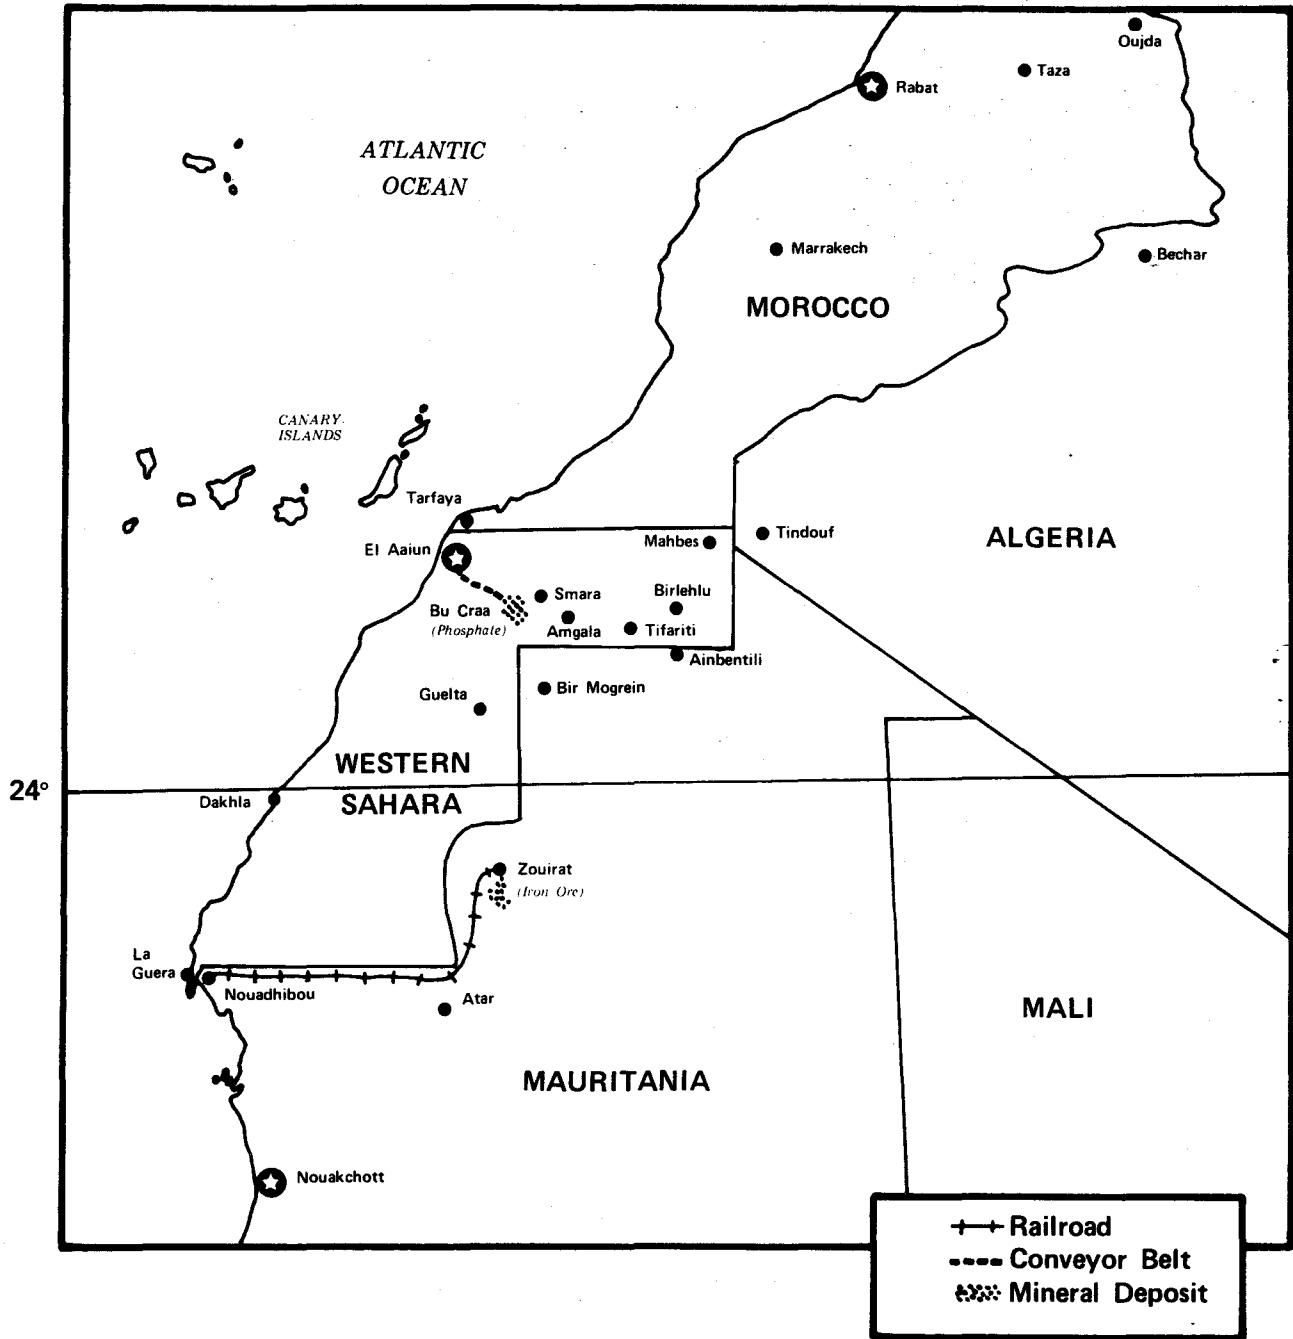 Oujda
Taza
Rabat
ATLANTIC
OCEAN
Marrakech
Bechar
MOROCCO
CANARY
ISLANDS
Tarfaya
El Aaiun
Mahbes
Tindouf
ALGERIA
Smara
Birlehlu
Bu Craa
(Phosphate)
Amgala
Tifariti
Ainbentili
Guelta
Bir Mogrein
WESTERN
SAHARA
24°
Dakhla
Zouirat
(Iron Ore)
La
Guera
Nouadhibou
Atar
MALI
MAURITANIA
Nouakchott
Railroad
Conveyor Belt
Mineral Deposit